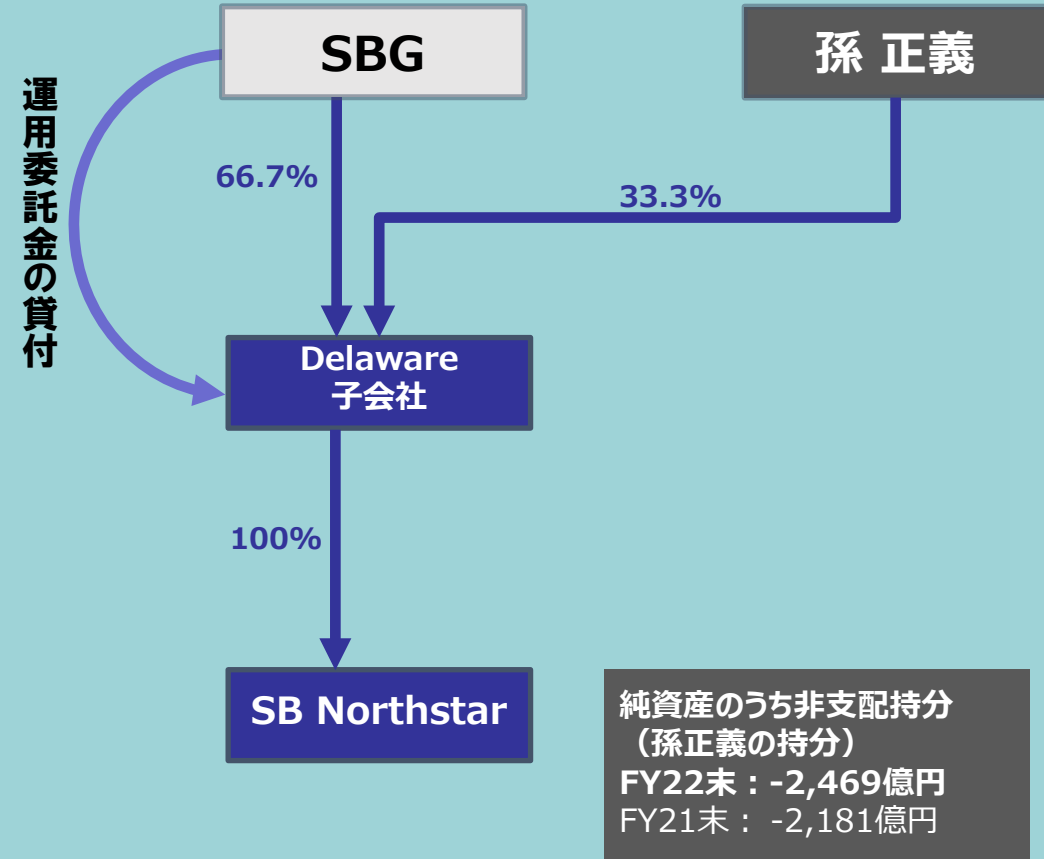 SBG
孫 正義
運用委託金の貸付
66.7%
33.3%
Delaware
子会社
100%
SB Northstar
純資産のうち非支配持分
（孫正義の持分）
FY22末：-2,469億円
FY21末： -2,181億円